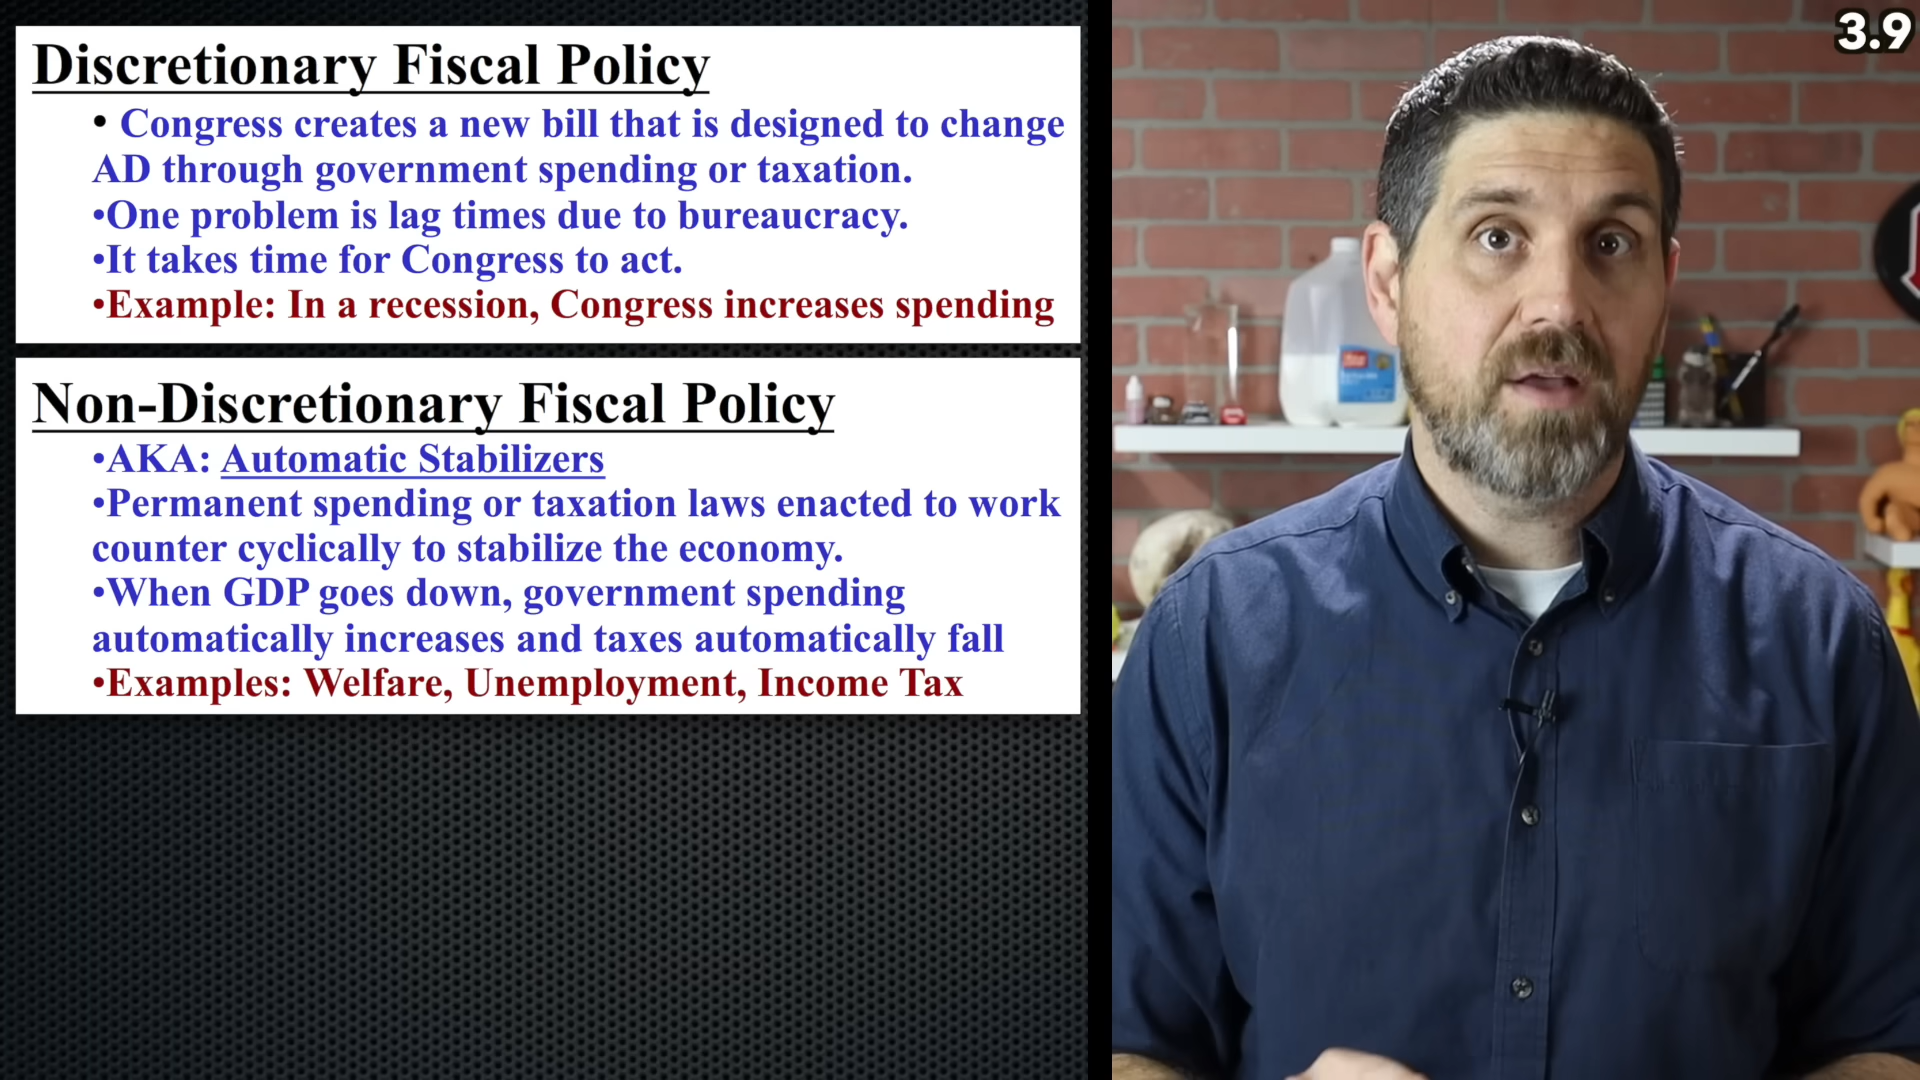 Discretionary Fiscal Policy
• Congress creates a new bill that is designed to change
AD through government spending or taxation.
•One problem is lag times due to bureaucracy.
•It takes time for Congress to act.
•Example: In a recession, Congress increases spending
Non-Discretionary Fiscal Policy
•AKA: Automatic Stabilizers
•Permanent spending or taxation laws enacted to work
counter cyclically to stabilize the economy.
•When GDP goes down, government spending
automatically increases and taxes automatically fall
•Examples: Welfare, Unemployment, Income Tax
3.9